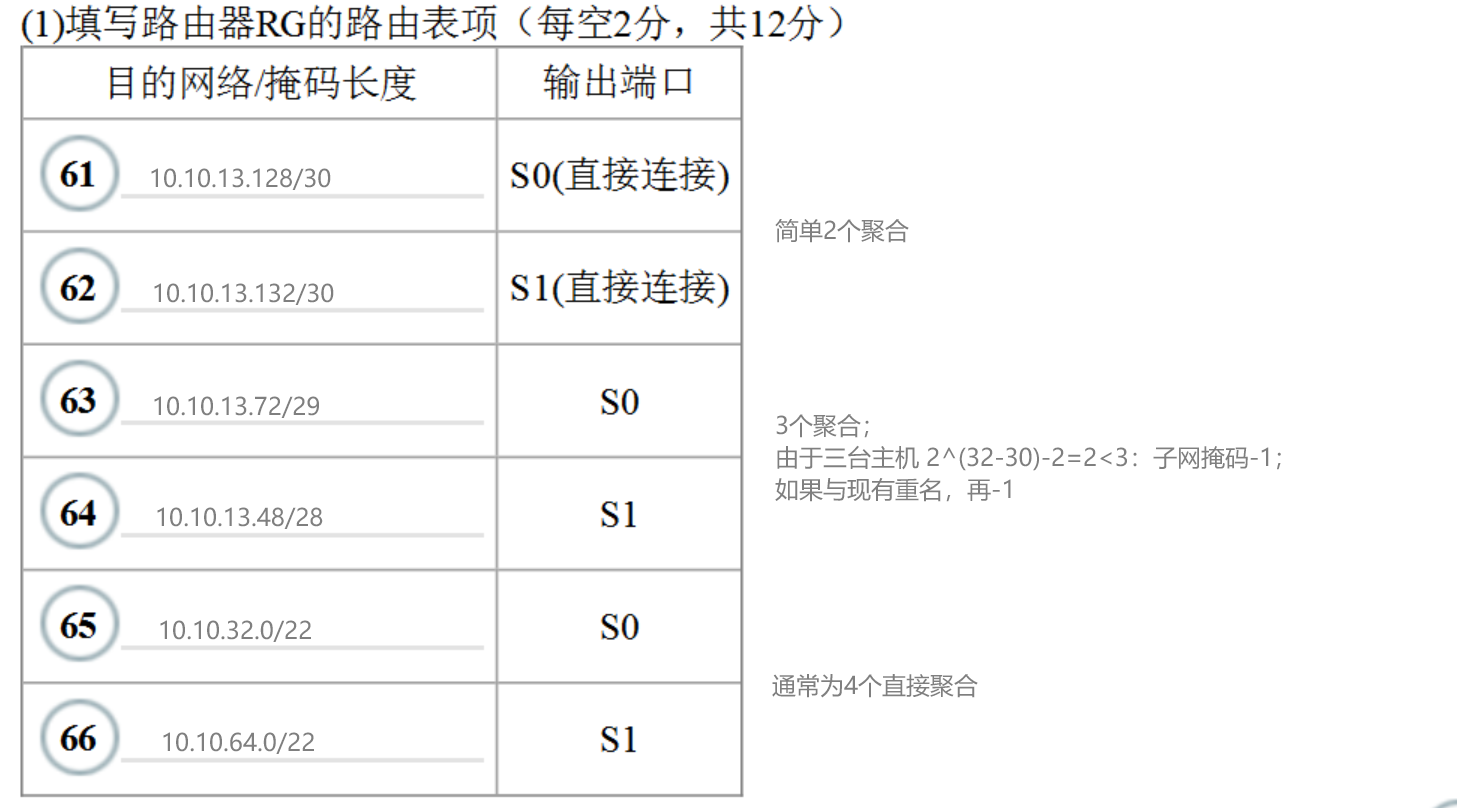 (1)填写路由器RG的路由表项（每空2分，共12分）
目的网络/掩码长度 输出端口
61 10.10.13.128/30 S0(直接连接)
简单2个聚合
62 10.10.13.132/30 S1(直接连接)
63 10.10.13.72/29 S0
3个聚合；
由于三台主机 2^(32-30)-2=2<3：子网掩码-1；
如果与现有重名，再-1
64 10.10.13.48/28 S1
65 10.10.32.0/22 S0
通常为4个直接聚合
66 10.10.64.0/22 S1